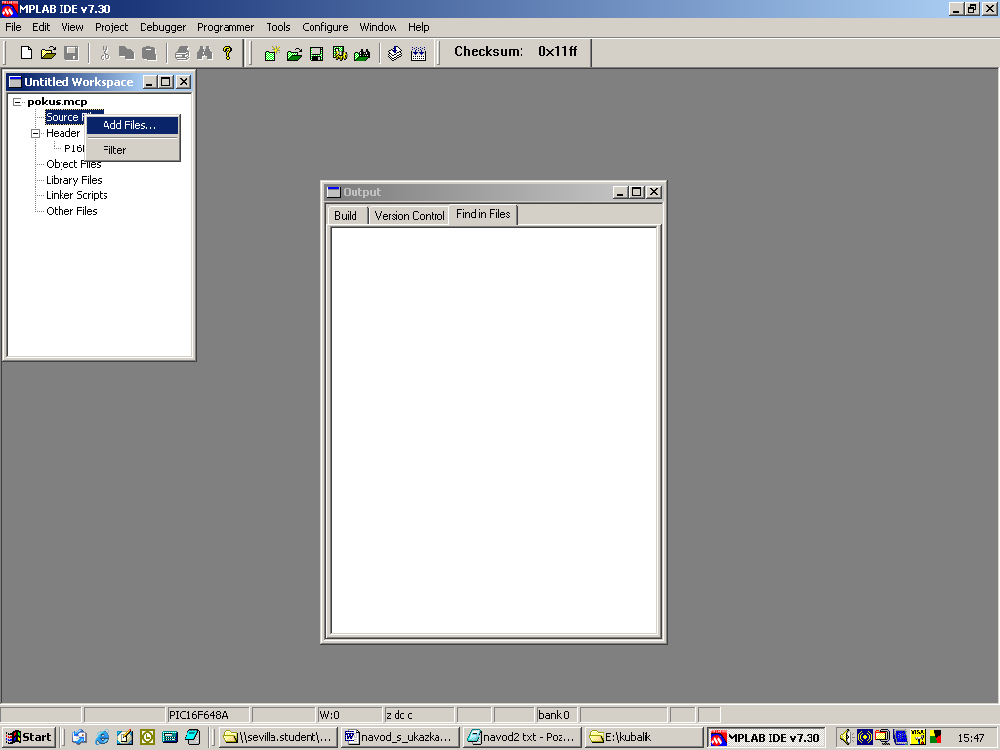 MPLAB IDE v7.30
File Edit View Project Debugger Programmer Tools Configure Window Help
Checksum: 0x11ff
Untitled Workspace
pokus.mcp
Source
Add Files...
Header
P16
Filter
Object Files
Library Files
Linker Scripts
Other Files
Output
Build Version Control Find in Files
PIC16F648A W:0 z dc c bank 0
Start \\sevilla.student\... navod_s_ukazka... navod2.txt - Poz... E:\kubalik MPLAB IDE v7.30 15:47